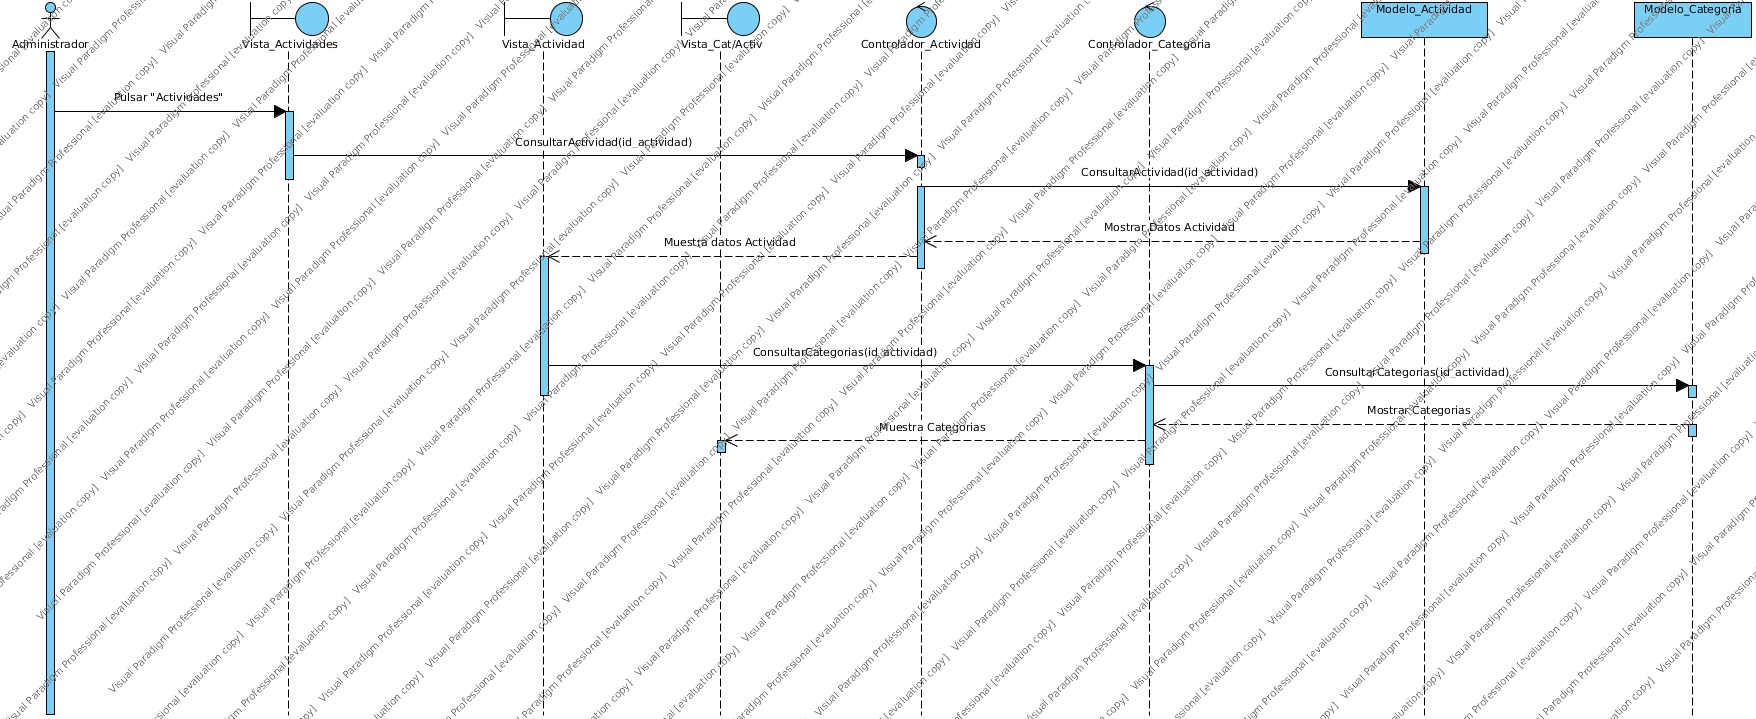 Administrador
Vista_Actividades
Vista_Actividad
Vista_Cat/Activ
Controlador_Actividad
Controlador_Categoria
Modelo_Actividad
Modelo_Categoria
Pulsar "Actividades"
ConsultarActividad(id_actividad)
ConsultarActividad(id_actividad)
Mostrar Datos Actividad
Muestra datos Actividad
ConsultarCategorias(id_actividad)
ConsultarCategorias(id_actividad)
Mostrar Categorias
Muestra Categorias
Visual Paradigm Professional [evaluation copy]